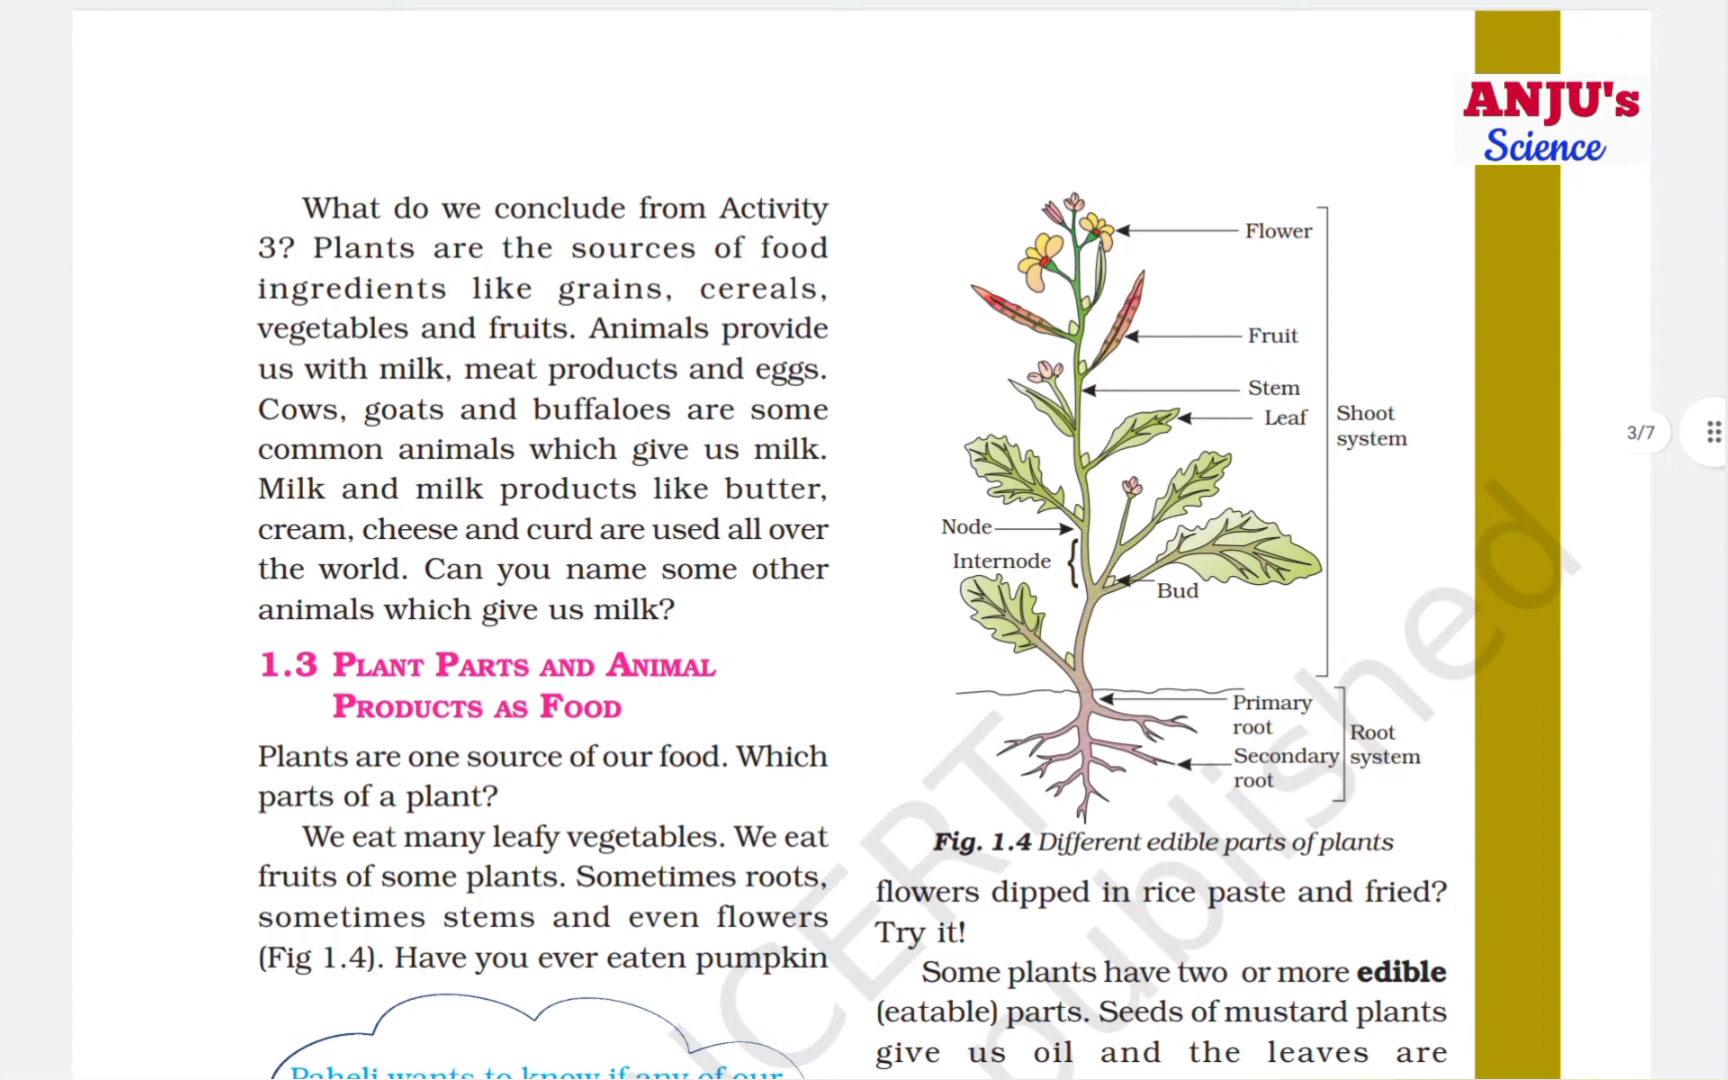 ANJU's
Science
What do we conclude from Activity
3? Plants are the sources of food
ingredients like grains, cereals,
vegetables and fruits. Animals provide
us with milk, meat products and eggs.
Cows, goats and buffaloes are some
common animals which give us milk.
Milk and milk products like butter,
cream, cheese and curd are used all over
the world. Can you name some other
animals which give us milk?
1.3 PLANT PARTS AND ANIMAL
PRODUCTS AS FOOD
Plants are one source of our food. Which
parts of a plant?
We eat many leafy vegetables. We eat
fruits of some plants. Sometimes roots,
sometimes stems and even flowers
(Fig 1.4). Have you ever eaten pumpkin
Paheli wants to know if any of our
Flower
Fruit
Stem
Leaf
Shoot
system
Node
Internode
Bud
Primary
root
Secondary
root
Root
system
Fig. 1.4 Different edible parts of plants
flowers dipped in rice paste and fried?
Try it!
Some plants have two or more edible
(eatable) parts. Seeds of mustard plants
give us oil and the leaves are
3/7